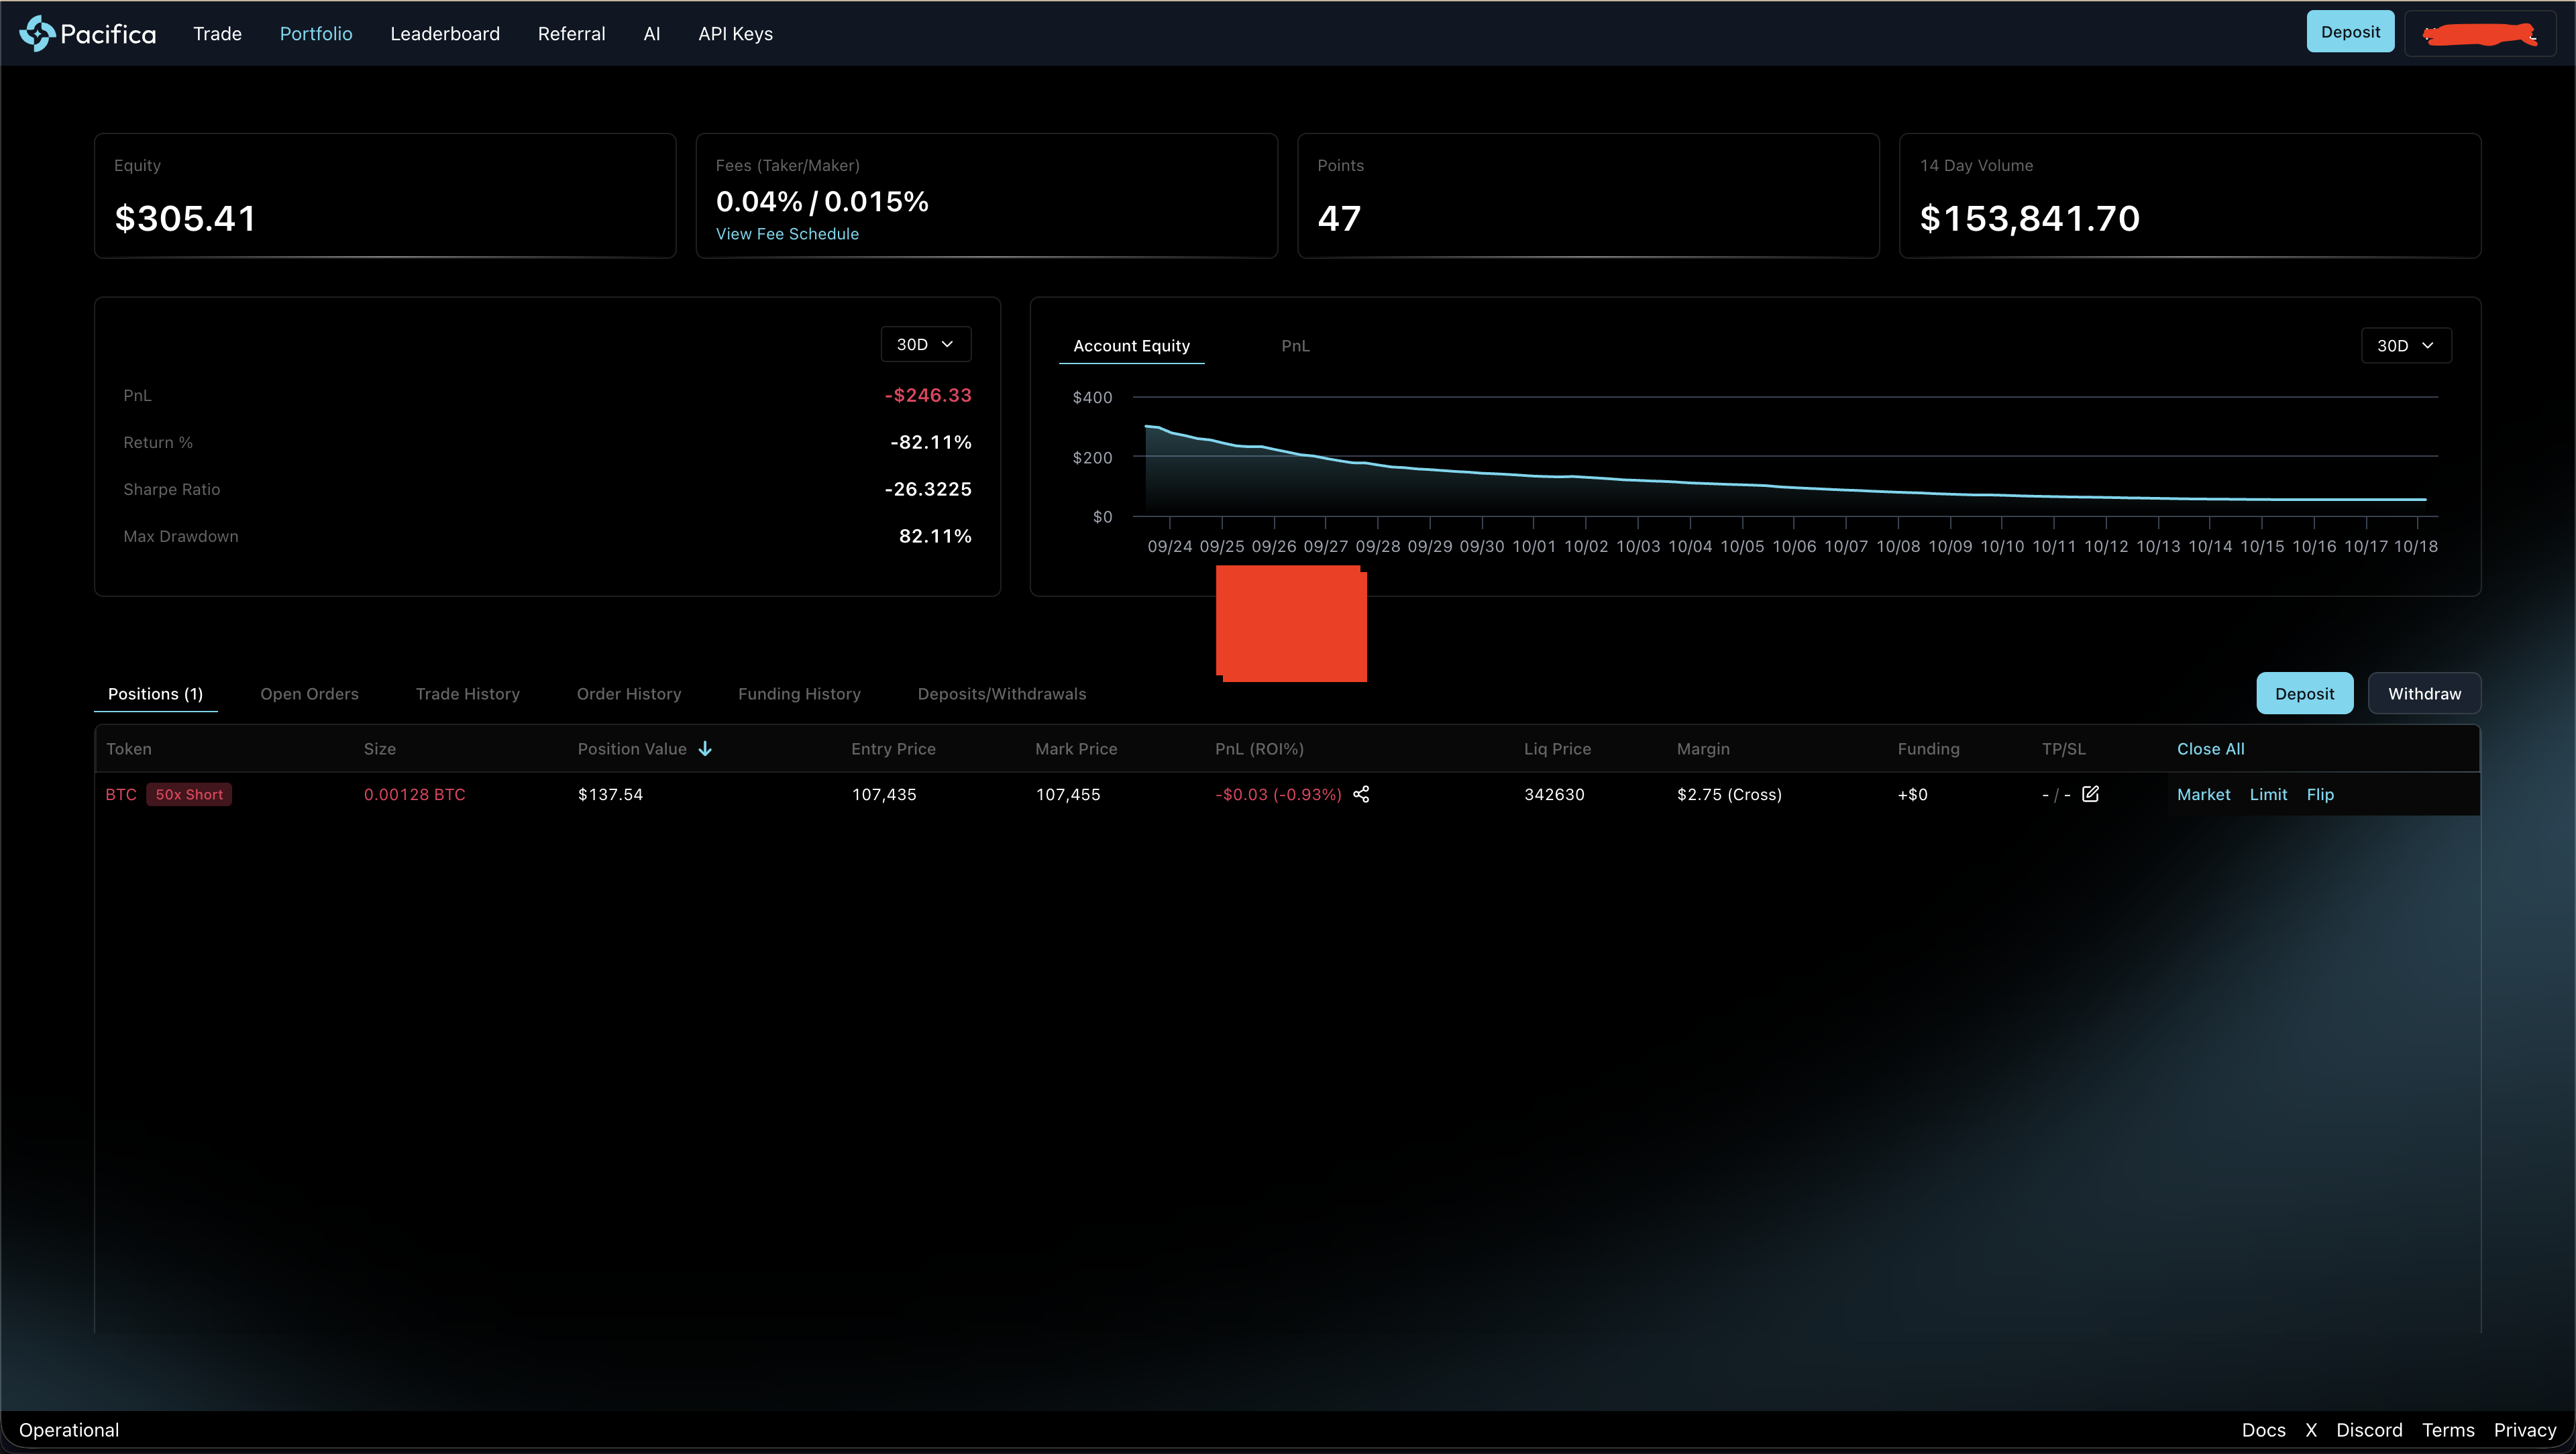 Pacifica Trade Portfolio Leaderboard Referral AI API Keys Deposit
Equity
$305.41
Fees (Taker/Maker)
0.04% / 0.015%
View Fee Schedule
Points
47
14 Day Volume
$153,841.70
30D
PnL -$246.33
Return % -82.11%
Sharpe Ratio -26.3225
Max Drawdown 82.11%
Account Equity PnL 30D
$400
$200
$0
09/24 09/25 09/26 09/27 09/28 09/29 09/30 10/01 10/02 10/03 10/04 10/05 10/06 10/07 10/08 10/09 10/10 10/11 10/12 10/13 10/14 10/15 10/16 10/17 10/18
Positions (1) Open Orders Trade History Order History Funding History Deposits/Withdrawals Deposit Withdraw
Token Size Position Value Entry Price Mark Price PnL (ROI%) Liq Price Margin Funding TP/SL Close All
BTC 50x Short 0.00128 BTC $137.54 107,435 107,455 -$0.03 (-0.93%) 342630 $2.75 (Cross) +$0 - / - Market Limit Flip
Operational Docs X Discord Terms Privacy